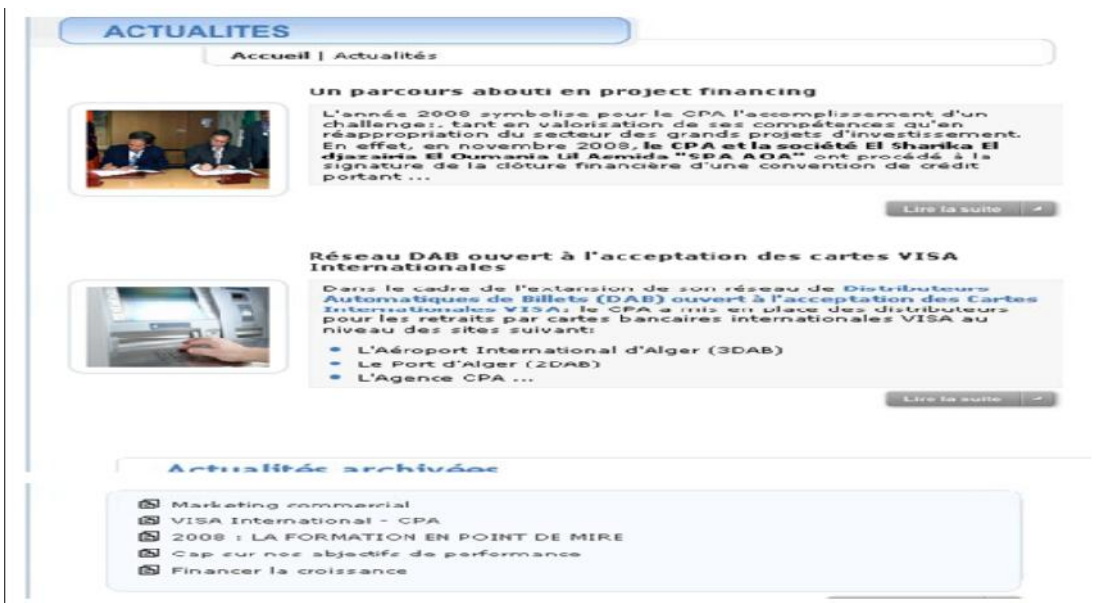 ACTUALITES
Accueil | Actualités
Un parcours abouti en project financing
L'année 2008 symbolise pour le CPA l'accomplissement d'un
challenge:, tant en valorisation de ses compétences qu'en
réappropriation du secteur des grands projets d'investissement.
En effet, en novembre 2008, le CPA et la société El Sharika El
djazairia El Oumania Lil Asmida "SPA AOA" ont procédé à la
signature de la clôture financière d'une convention de crédit
portant ...
Lire la suite
Réseau DAB ouvert à l'acceptation des cartes VISA
Internationales
Dans le cadre de l'extansion de son réseau de Distributeurs
Automatiques de Billets (DAB) ouvert à l'acceptation des Cartes
Internationales VISA; le CPA a mis en place des distributeurs
pour les retraits par cartes bancaires internationales VISA au
niveau des sites suivant:
• L'Aéroport International d'Alger (3DAB)
• Le Port d'Alger (2DAB)
• L'Agence CPA ...
Lire la suite
Actualités archivées
Marketing commercial
VISA International - CPA
2008 : LA FORMATION EN POINT DE MIRE
Cap sur nos abjectifs de performance
Financer la croissance